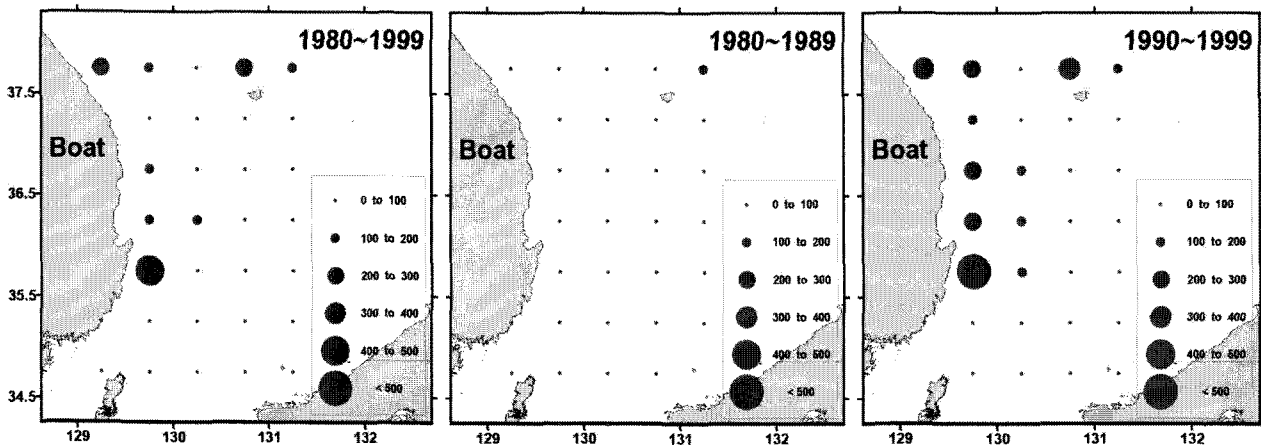 1980~1999
37.5
Boat
36.5
35.5
34.5
0 to 100
100 to 200
200 to 300
300 to 400
400 to 500
< 500
129 130 131 132
1980~1989
Boat
0 to 100
100 to 200
200 to 300
300 to 400
400 to 500
< 500
129 130 131 132
1990~1999
Boat
0 to 100
100 to 200
200 to 300
300 to 400
400 to 500
< 500
129 130 131 132